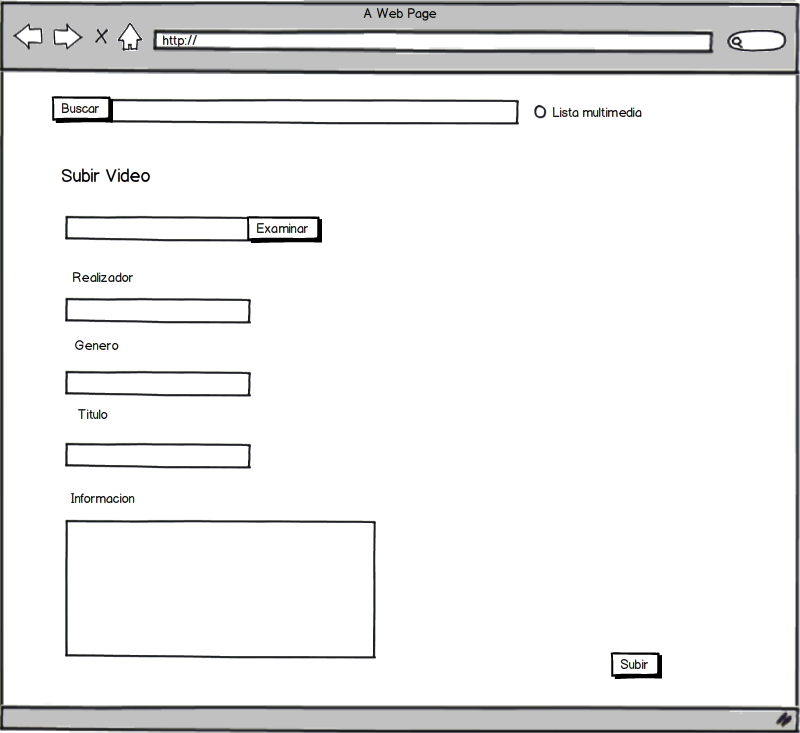 A Web Page
http://
Buscar
Lista multimedia
Subir Video
Examinar
Realizador
Genero
Titulo
Informacion
Subir